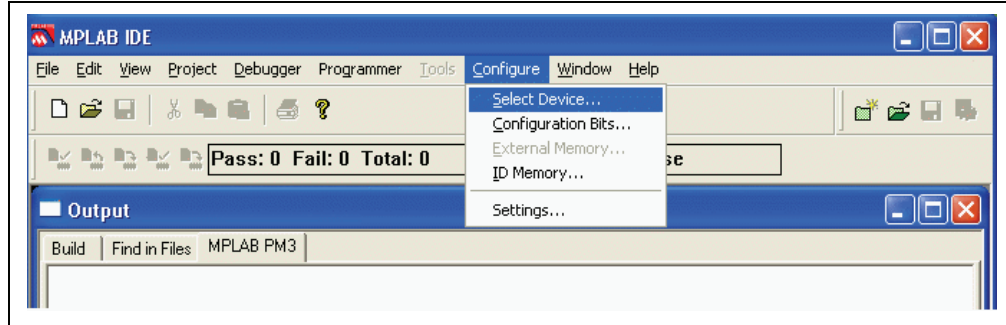 MPLAB IDE
File Edit View Project Debugger Programmer Tools Configure Window Help
Select Device...
Configuration Bits...
External Memory...
ID Memory...
Settings...
Pass: 0 Fail: 0 Total: 0
Output
Build Find in Files MPLAB PM3